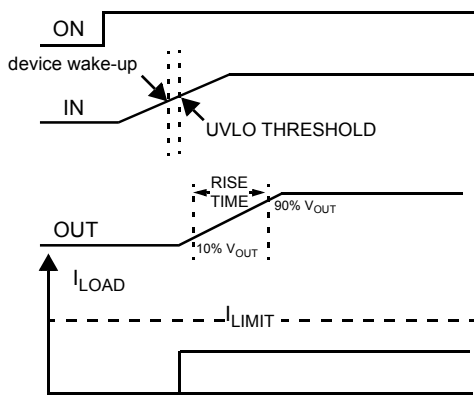 ON
device wake-up
IN
UVLO THRESHOLD
RISE
TIME
90% VOUT
OUT
10% VOUT
ILOAD
ILIMIT